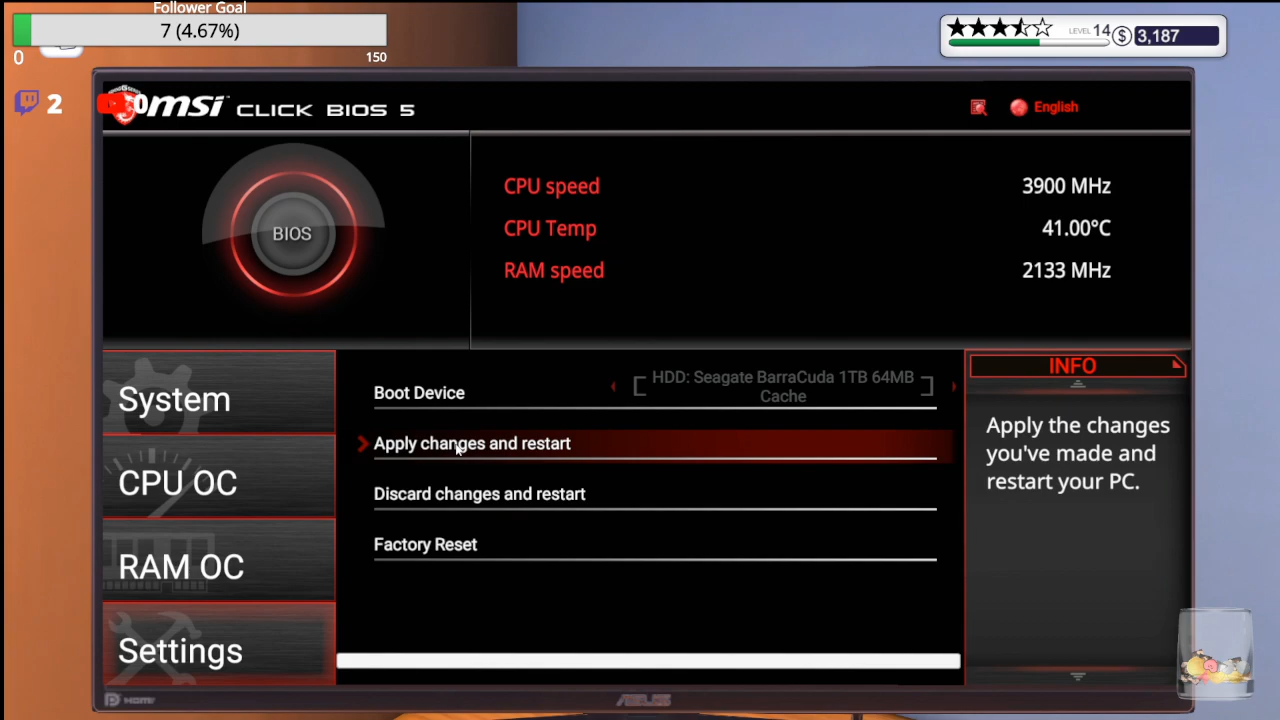 Follower Goal
7 (4.67%)
0
150
LEVEL 14 $ 3,187
2
0
msi CLICK BIOS 5
English
BIOS
CPU speed 3900 MHz
CPU Temp 41.00°C
RAM speed 2133 MHz
System
CPU OC
RAM OC
Settings
Boot Device
HDD: Seagate BarraCuda 1TB 64MB
Cache
Apply changes and restart
Discard changes and restart
Factory Reset
INFO
Apply the changes
you've made and
restart your PC.
HDMI
ASUS